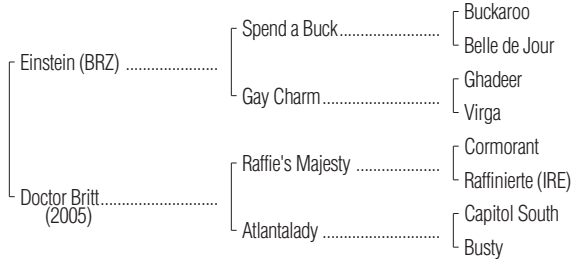 Buckaroo
Spend a Buck
Belle de Jour
Einstein (BRZ)
Ghadeer
Gay Charm
Virga
Cormorant
Raffie's Majesty
Raffinierte (IRE)
Doctor Britt
(2005)
Capitol South
Atlantalady
Busty